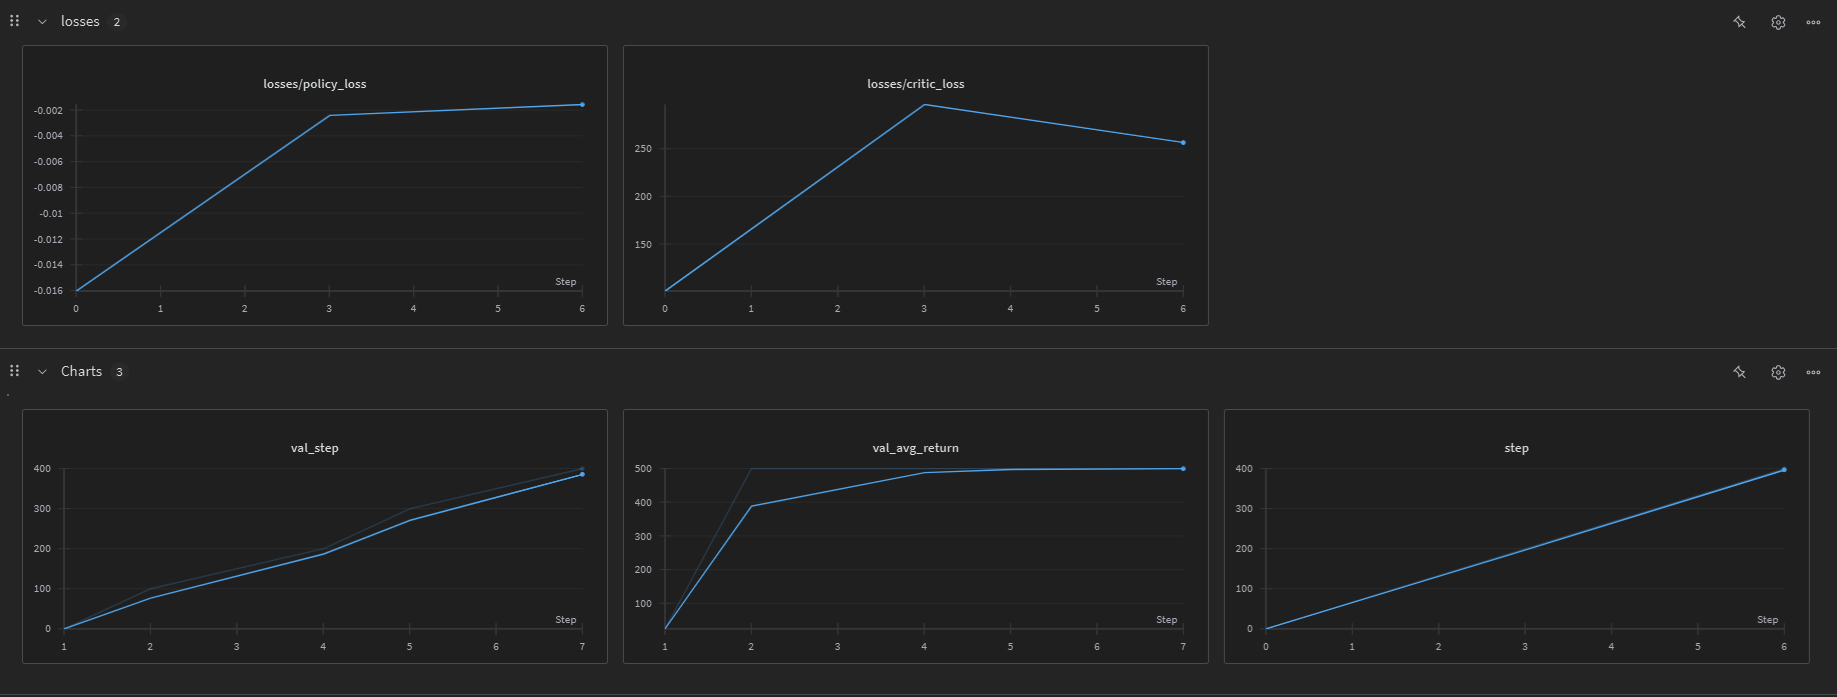 losses 2
losses/policy_loss
-0.002
-0.004
-0.006
-0.008
-0.01
-0.012
-0.014
-0.016
Step
0 1 2 3 4 5 6
losses/critic_loss
250
200
150
Step
0 1 2 3 4 5 6
Charts 3
val_step
400
300
200
100
0
Step
1 2 3 4 5 6 7
val_avg_return
500
400
300
200
100
Step
1 2 3 4 5 6 7
step
400
300
200
100
0
Step
0 1 2 3 4 5 6